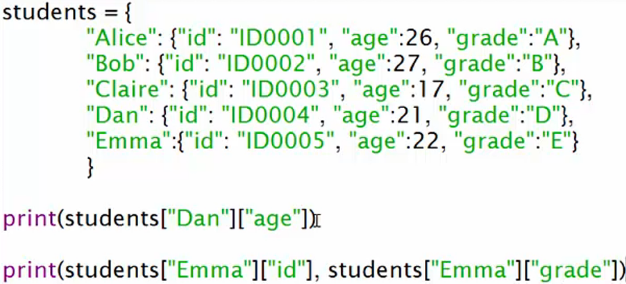 students = {
"Alice": {"id": "ID0001", "age":26, "grade":"A"},
"Bob": {"id": "ID0002", "age":27, "grade":"B"},
"Claire": {"id": "ID0003", "age":17, "grade":"C"},
"Dan": {"id": "ID0004", "age":21, "grade":"D"},
"Emma":{"id": "ID0005", "age":22, "grade":"E"}
}
print(students["Dan"]["age"])
print(students["Emma"]["id"], students["Emma"]["grade"])